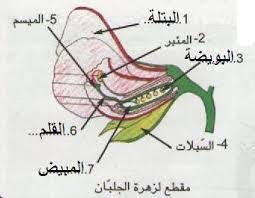 1. البتلة..
5- الميسم
2- المئبر
3. البويضة
6. القلم...
4- السّبلات
7. المبيض
مقطع لزهرة الجلبّان